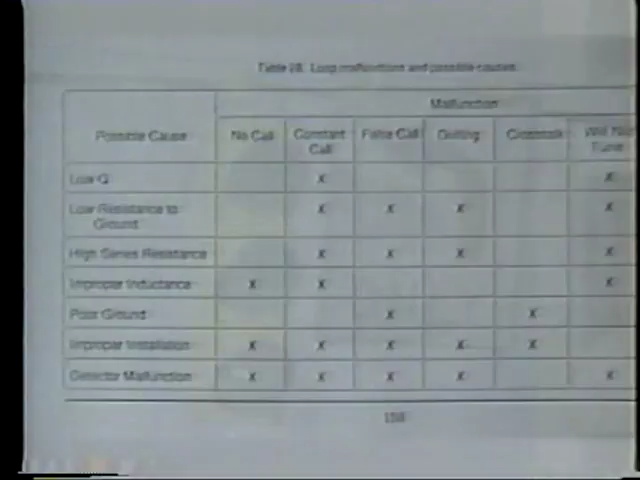 Table 28. Loop malfunctions and possible causes.
Malfunction
Possible Cause No Call Constant Call False Call Crosstalk Will Not Tune
Low Q X X
Low Resistance to Ground X X X X
High Series Resistance X X X X
Improper Inductance X X X
Poor Ground X X
Improper Installation X X X X X
Detector Malfunction X X X X X